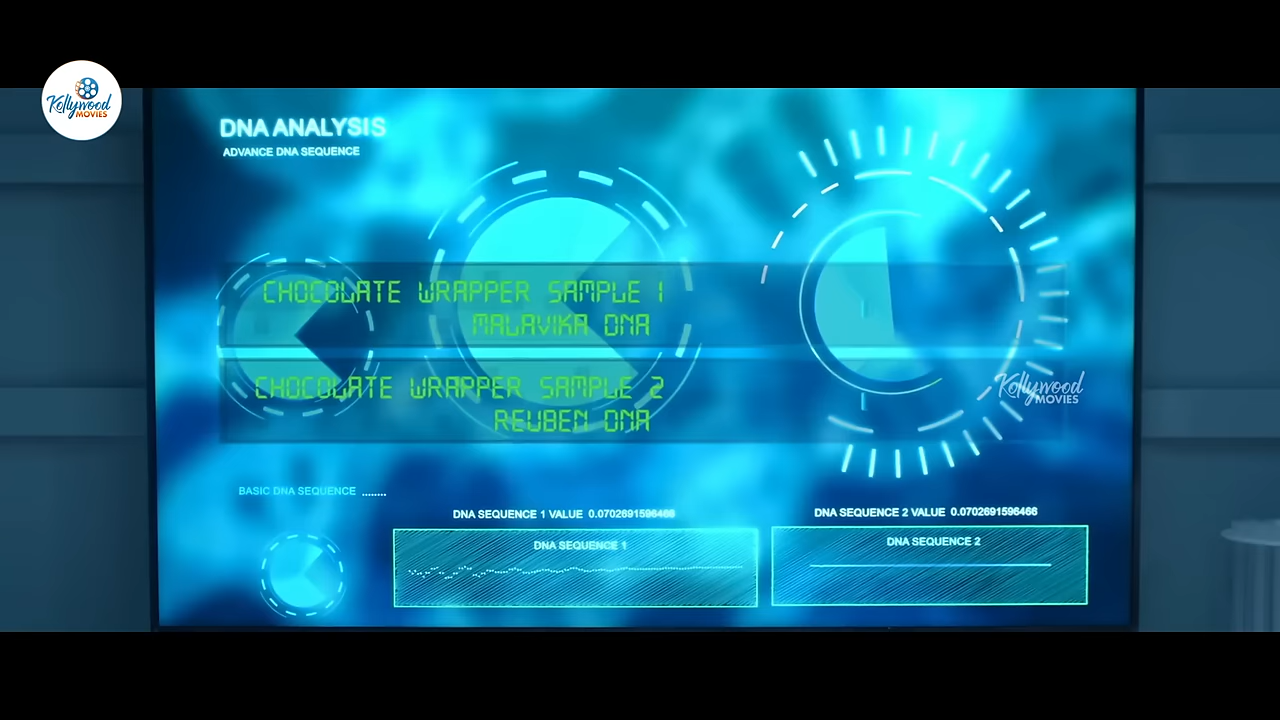 Kollywood
MOVIES
DNA ANALYSIS
ADVANCE DNA SEQUENCE
CHOCOLATE WRAPPER SAMPLE 1
MALAVIKA DNA
CHOCOLATE WRAPPER SAMPLE 2
REUBEN DNA
Kollywood
MOVIES
BASIC DNA SEQUENCE ........
DNA SEQUENCE 1 VALUE 0.0702691596466
DNA SEQUENCE 2 VALUE 0.0702691596466
DNA SEQUENCE 1
DNA SEQUENCE 2